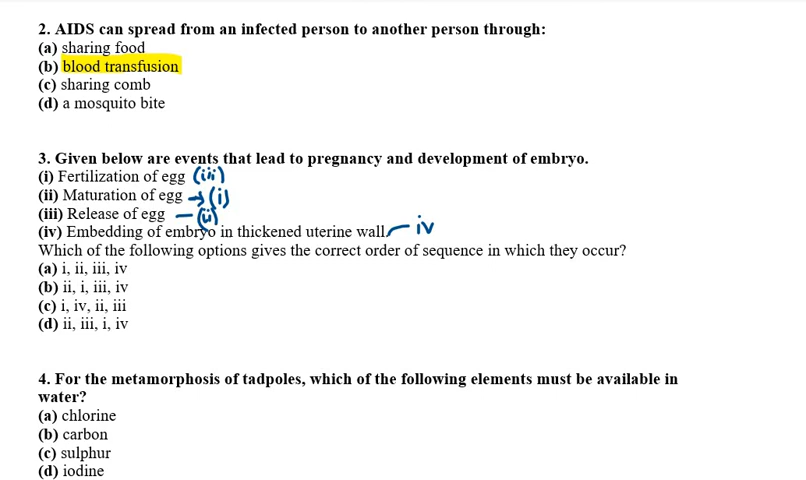 2. AIDS can spread from an infected person to another person through:
(a) sharing food
(b) blood transfusion
(c) sharing comb
(d) a mosquito bite
3. Given below are events that lead to pregnancy and development of embryo.
(i) Fertilization of egg (iii)
(ii) Maturation of egg → (i)
(iii) Release of egg — (ii)
(iv) Embedding of embryo in thickened uterine wall. — iv
Which of the following options gives the correct order of sequence in which they occur?
(a) i, ii, iii, iv
(b) ii, i, iii, iv
(c) i, iv, ii, iii
(d) ii, iii, i, iv
4. For the metamorphosis of tadpoles, which of the following elements must be available in
water?
(a) chlorine
(b) carbon
(c) sulphur
(d) iodine